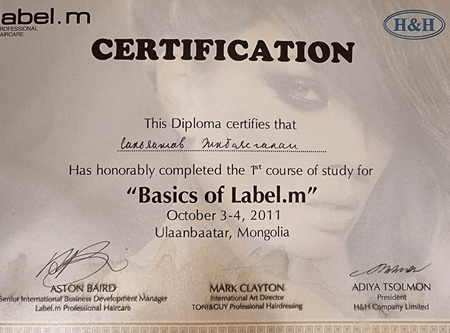 label.m
PROFESSIONAL
HAIRCARE
H&H
CERTIFICATION
This Diploma certifies that
Has honorably completed the 1st course of study for
"Basics of Label.m"
October 3-4, 2011
Ulaanbaatar, Mongolia
ASTON BAIRD
Senior International Business Development Manager
Label.m Professional Haircare
MARK CLAYTON
International Art Director
TONI&GUY Professional Hairdressing
ADIYA TSOLMON
President
H&H Company Limited